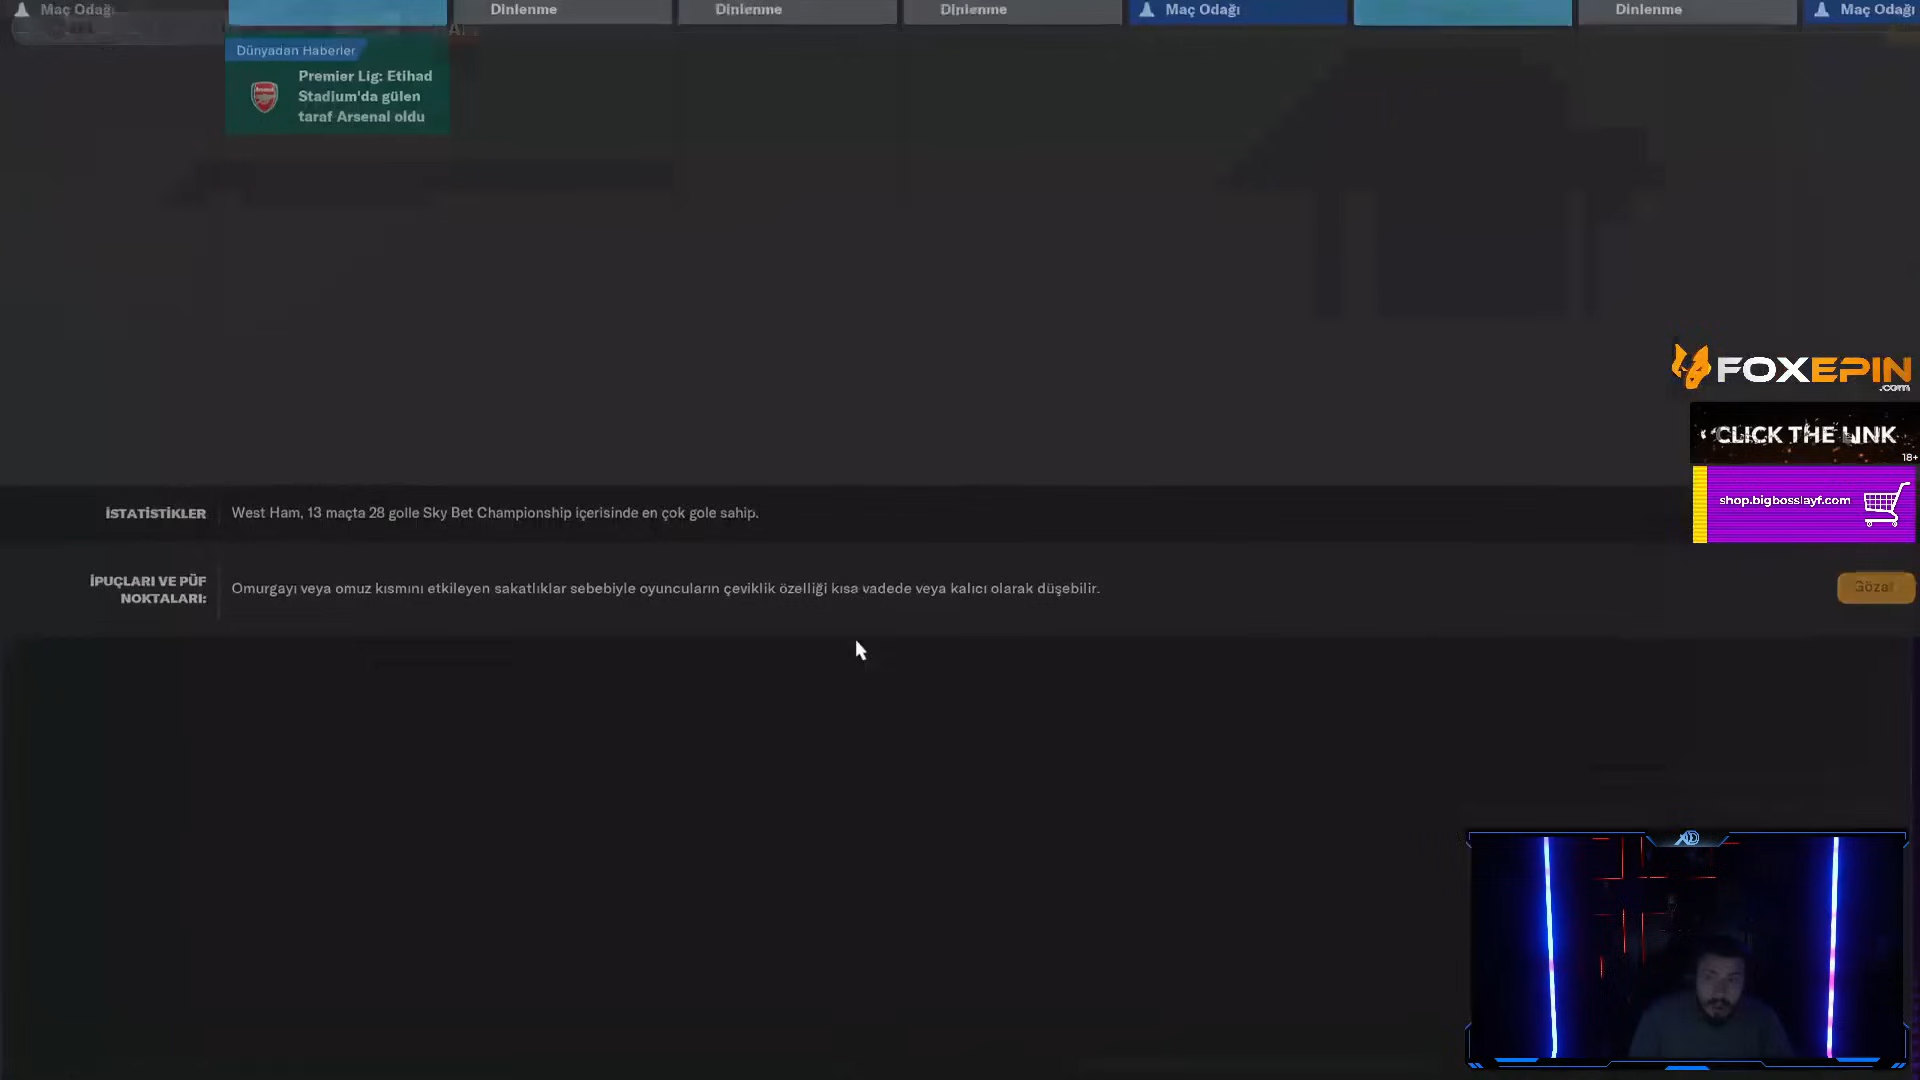 Maç Odağı
Dinlenme
Dinlenme
Dinlenme
Maç Odağı
Dinlenme
Maç Odağı
Dünyadan Haberler
Premier Lig: Etihad
Stadium'da gülen
taraf Arsenal oldu
FOXEPIN
.com
CLICK THE LINK
18+
shop.bigbosslayf.com
İSTATİSTİKLER
West Ham, 13 maçta 28 golle Sky Bet Championship içerisinde en çok gole sahip.
İPUÇLARI VE PÜF
NOKTALARI:
Omurgayı veya omuz kısmını etkileyen sakatlıklar sebebiyle oyuncuların çeviklik özelliği kısa vadede veya kalıcı olarak düşebilir.